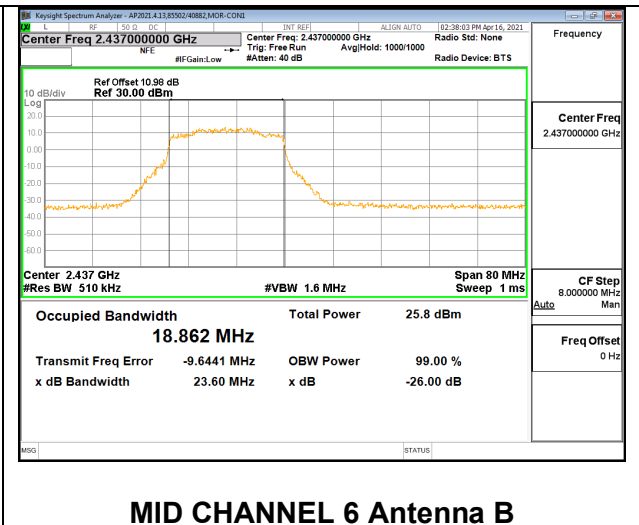 Keysight Spectrum Analyzer - AP2021.4.13,85502/40882,MOR-CON1
L RF 50 Ω DC INT REF ALIGN AUTO 02:38:03 PM Apr 16, 2021
Center Freq 2.437000000 GHz
NFE
#IFGain:Low
Center Freq: 2.437000000 GHz
Trig: Free Run Avg|Hold: 1000/1000
#Atten: 40 dB
Radio Std: None
Radio Device: BTS
Frequency
Ref Offset 10.98 dB
10 dB/div Ref 30.00 dBm
Log
20.0
10.0
0.00
-10.0
-20.0
-30.0
-40.0
-50.0
-60.0
Center 2.437 GHz Span 80 MHz
#Res BW 510 kHz #VBW 1.6 MHz Sweep 1 ms
Center Freq
2.437000000 GHz
CF Step
8.000000 MHz
Auto Man
Freq Offset
0 Hz
Occupied Bandwidth Total Power 25.8 dBm
18.862 MHz
Transmit Freq Error -9.6441 MHz OBW Power 99.00 %
x dB Bandwidth 23.60 MHz x dB -26.00 dB
MSG STATUS
MID CHANNEL 6 Antenna B